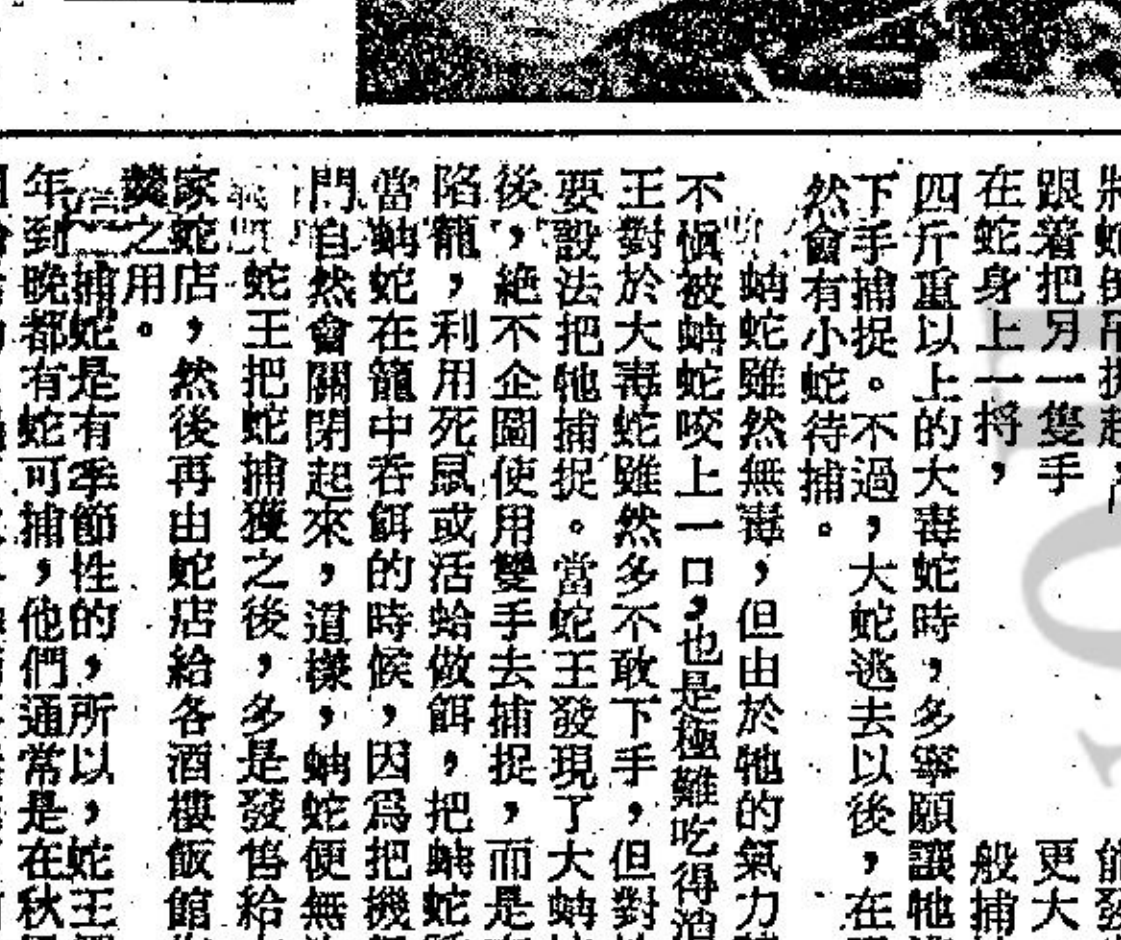 跟着把另一隻手
更大
在蛇身上一捋，
般捕
四斤重以上的大毒蛇時，多寧願讓牠
下手捕捉。不過，大蛇逃去以後，在
然會有小蛇待捕。
蚺蛇雖然無毒，但由於牠的氣力
不慎被蚺蛇咬上一口，也是極難吃得消
王對於大毒蛇雖然多不敢下手，但對
要設法把牠捕捉。當蛇王發現了大蚺
後，絕不企圖使用雙手去捕捉，而是
陷籠，利用死鼠或活蛤做餌，把蚺蛇
當蚺蛇在籠中吞餌的時候，因爲把機
門自然會關閉起來，這樣，蚺蛇便無
蛇王把蛇捕獲之後，多是發售給
家蛇店，然後再由蛇店給各酒樓飯館
羹之用。
捕蛇是有季節性的，所以，蛇王
年到晚都有蛇可捕，他們通常是在秋